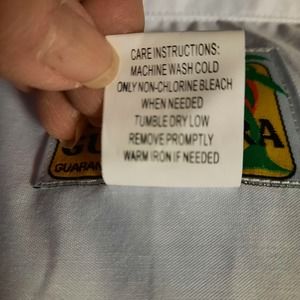 CARE INSTRUCTIONS:
MACHINE WASH COLD
ONLY NON-CHLORINE BLEACH
WHEN NEEDED
TUMBLE DRY LOW
REMOVE PROMPTLY
WARM IRON IF NEEDED